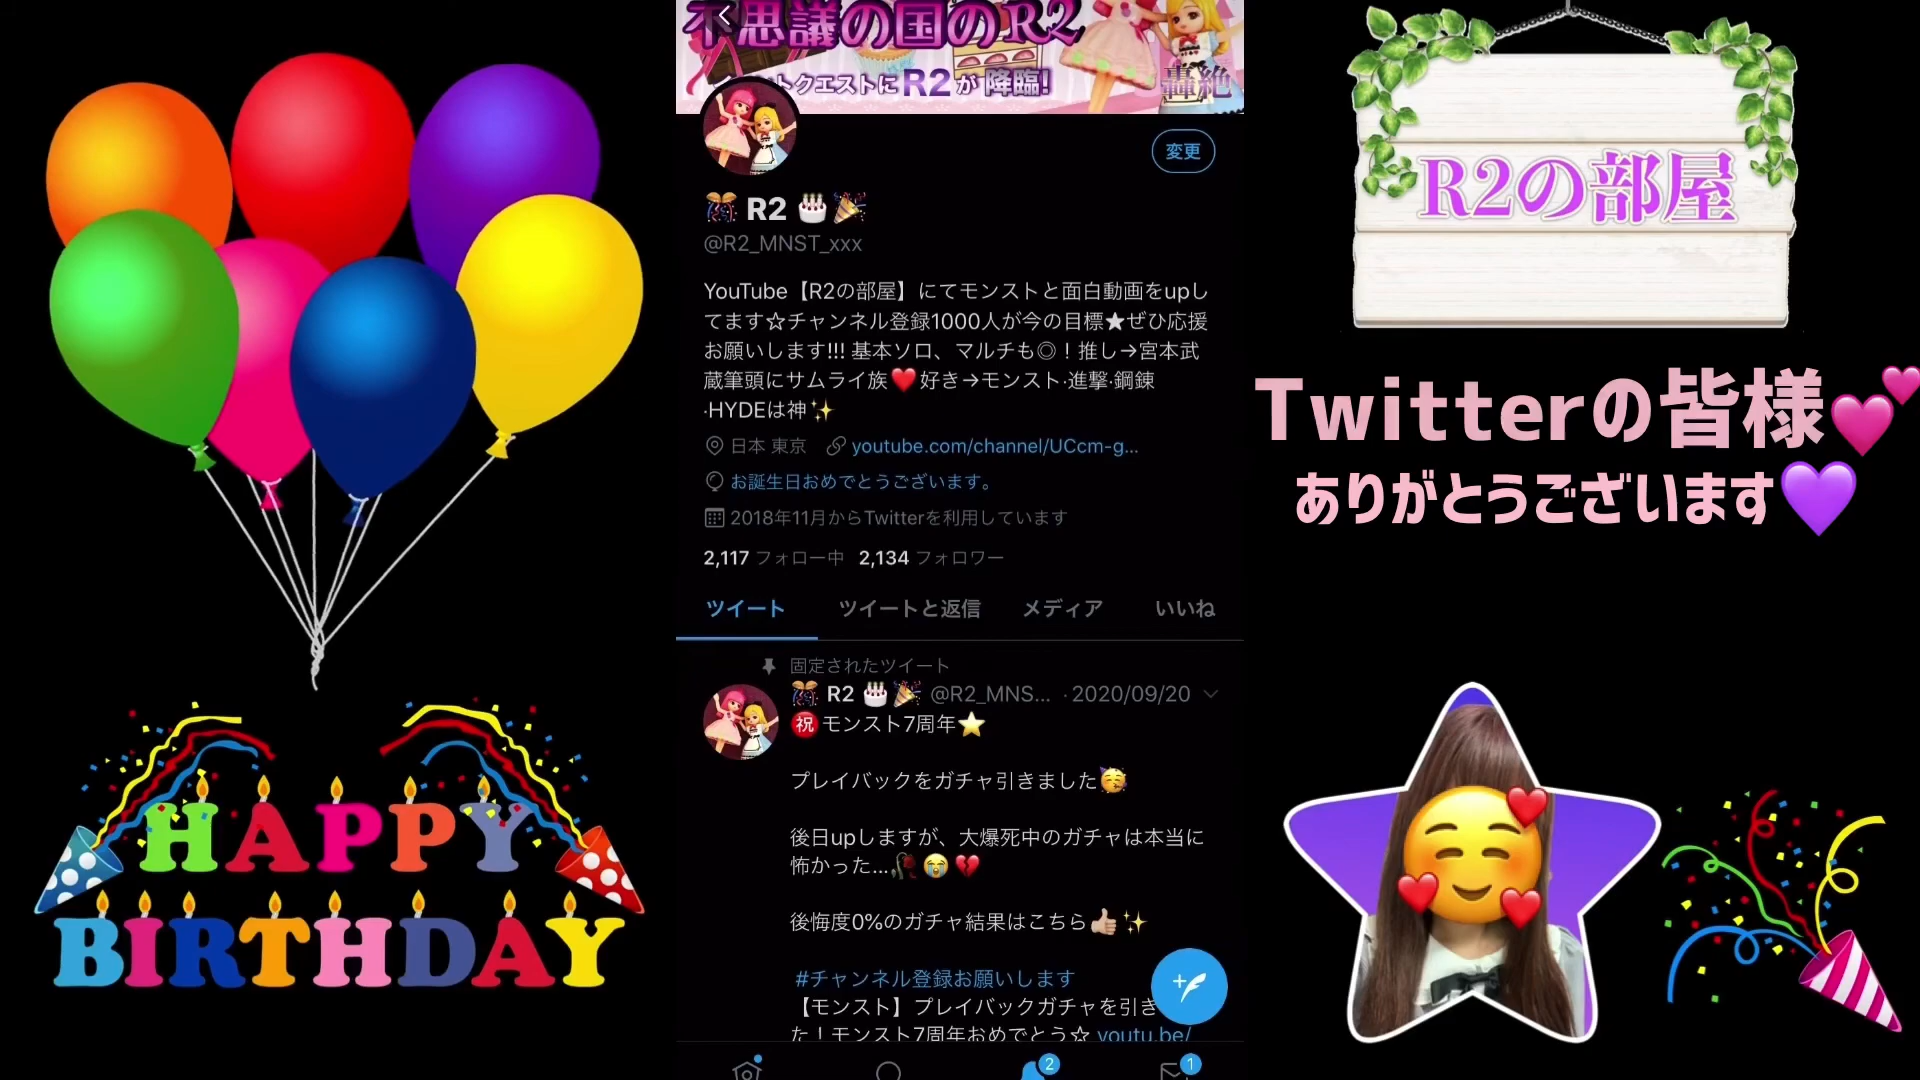 不思議の国のR2
トクエストにR2が降臨!
轟絶
変更
R2
@R2_MNST_xxx
YouTube【R2の部屋】にてモンストと面白動画をupし
てます☆チャンネル登録1000人が今の目標★ぜひ応援
お願いします!!! 基本ソロ、マルチも◎！推し→宮本武
蔵筆頭にサムライ族❤️好き→モンスト·進撃·鋼錬
·HYDEは神✨
日本 東京 youtube.com/channel/UCcm-g...
お誕生日おめでとうございます。
2018年11月からTwitterを利用しています
2,117 フォロー中 2,134 フォロワー
ツイート ツイートと返信 メディア いいね
固定されたツイート
R2 @R2_MNS... · 2020/09/20
㊗️モンスト7周年⭐
プレイバックをガチャ引きました🥳
後日upしますが、大爆死中のガチャは本当に
怖かった...🥀😭💔
後悔度0%のガチャ結果はこちら👍✨
#チャンネル登録お願いします
【モンスト】プレイバックガチャを引き
た！モンスト7周年おめでとう☆ youtu.be/
2 1
HAPPY
BIRTHDAY
R2の部屋
Twitterの皆様💕
ありがとうございます💜